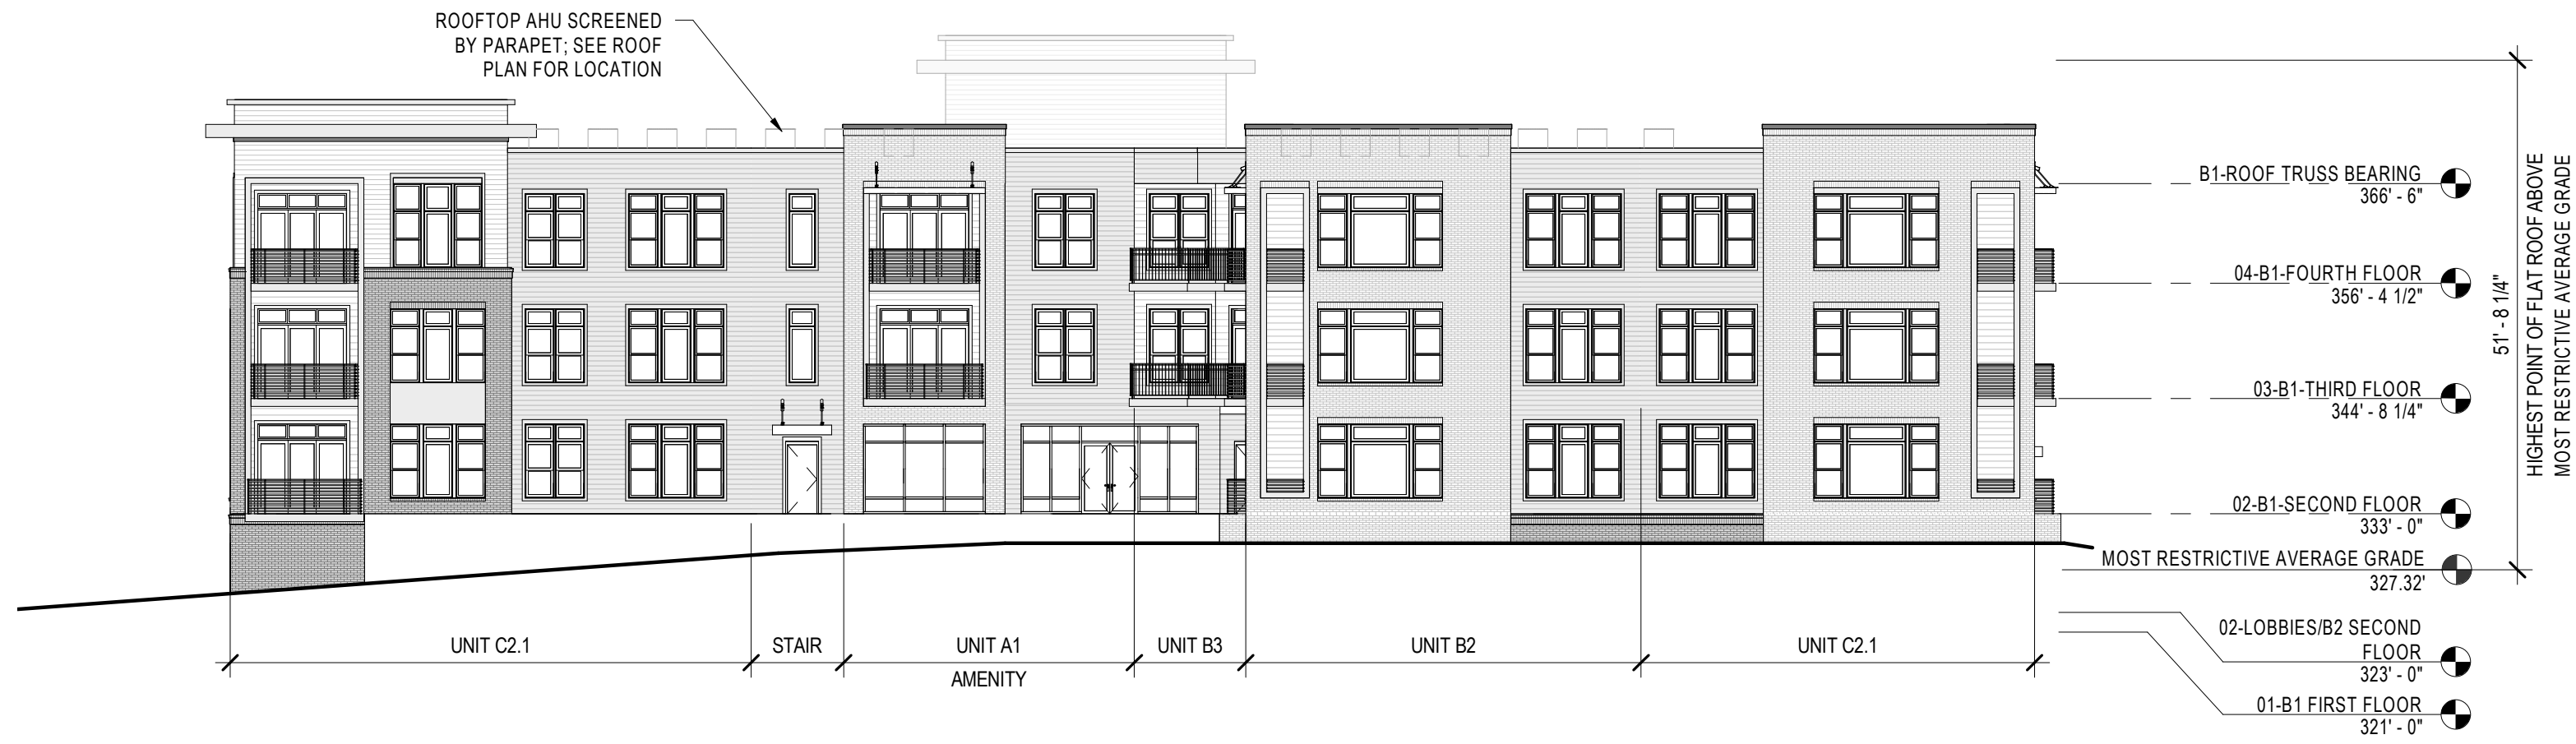 ROOFTOP AHU SCREENED
BY PARAPET; SEE ROOF
PLAN FOR LOCATION
B1-ROOF TRUSS BEARING
366' - 6"
04-B1-FOURTH FLOOR
356' - 4 1/2"
03-B1-THIRD FLOOR
344' - 8 1/4"
02-B1-SECOND FLOOR
333' - 0"
MOST RESTRICTIVE AVERAGE GRADE
327.32'
02-LOBBIES/B2 SECOND
FLOOR
323' - 0"
01-B1 FIRST FLOOR
321' - 0"
51' - 8 1/4"
HIGHEST POINT OF FLAT ROOF ABOVE
MOST RESTRICTIVE AVERAGE GRADE
UNIT C2.1
STAIR
UNIT A1
AMENITY
UNIT B3
UNIT B2
UNIT C2.1